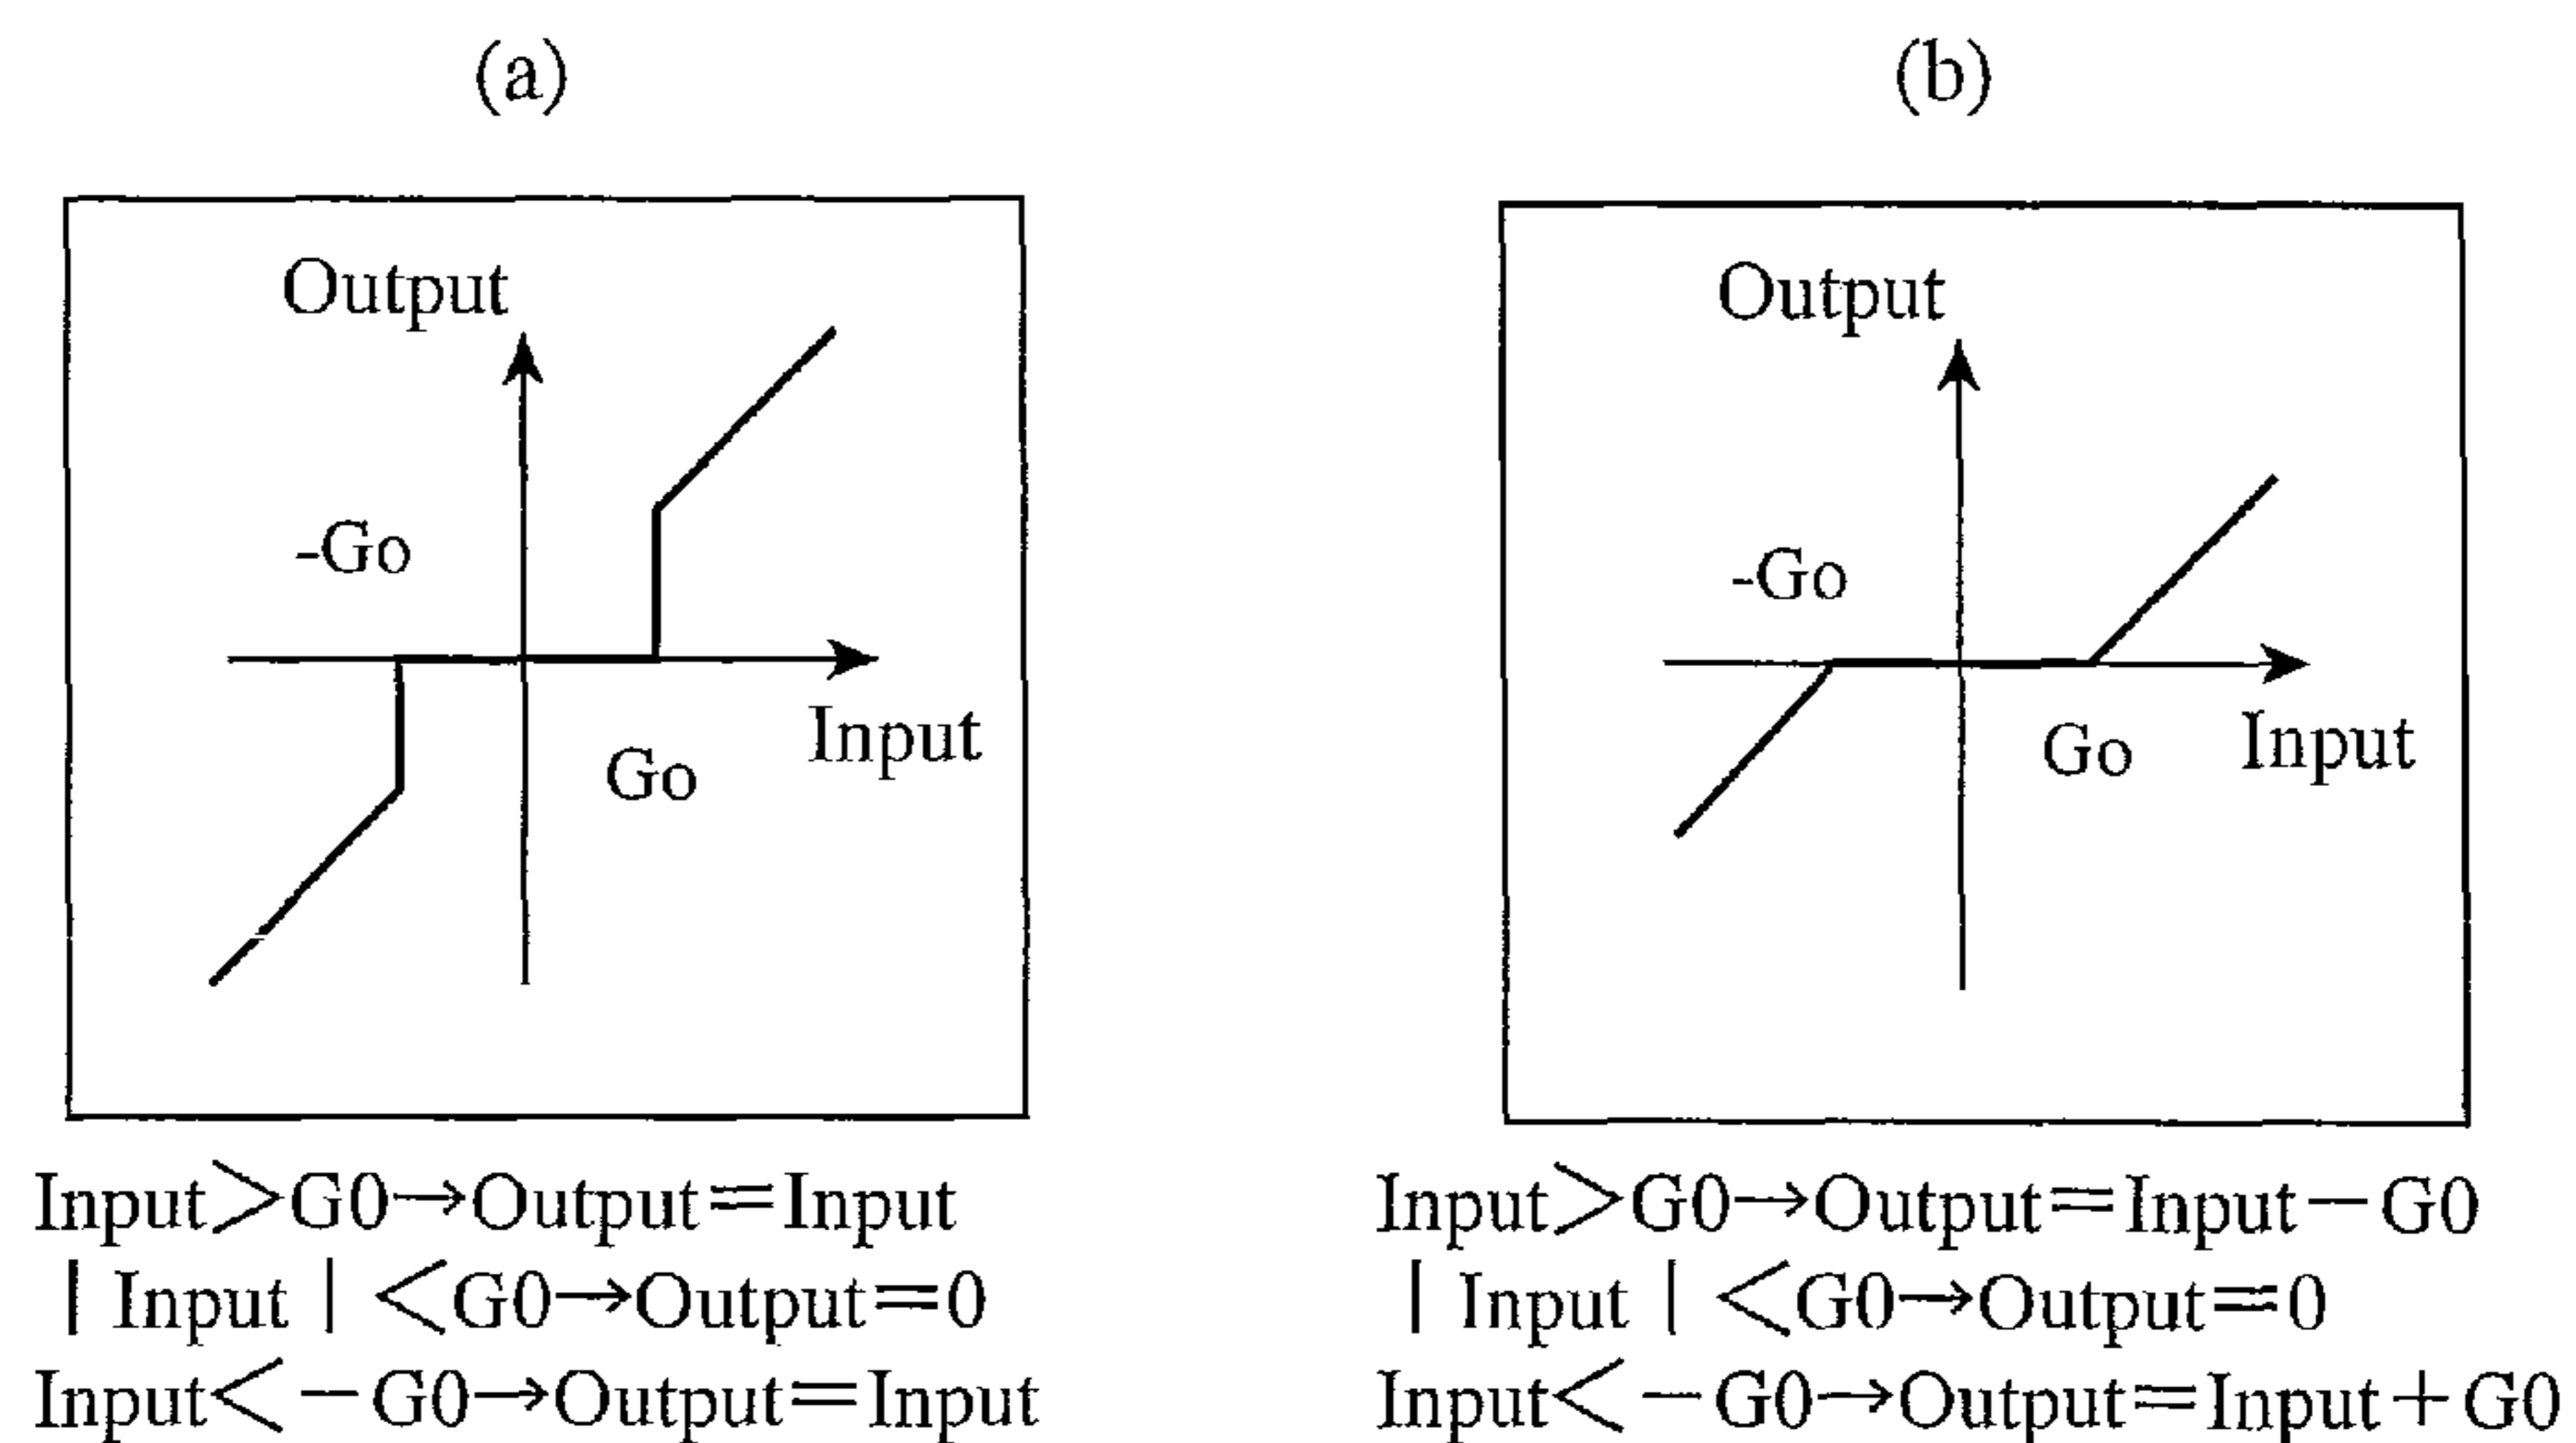 (a)
Output
-Go
Go
Input
Input>G0→Output=Input
| Input | <G0→Output=0
Input<-G0→Output=Input
(b)
Output
-Go
Go
Input
Input>G0→Output=Input-G0
| Input | <G0→Output=0
Input<-G0→Output=Input+G0